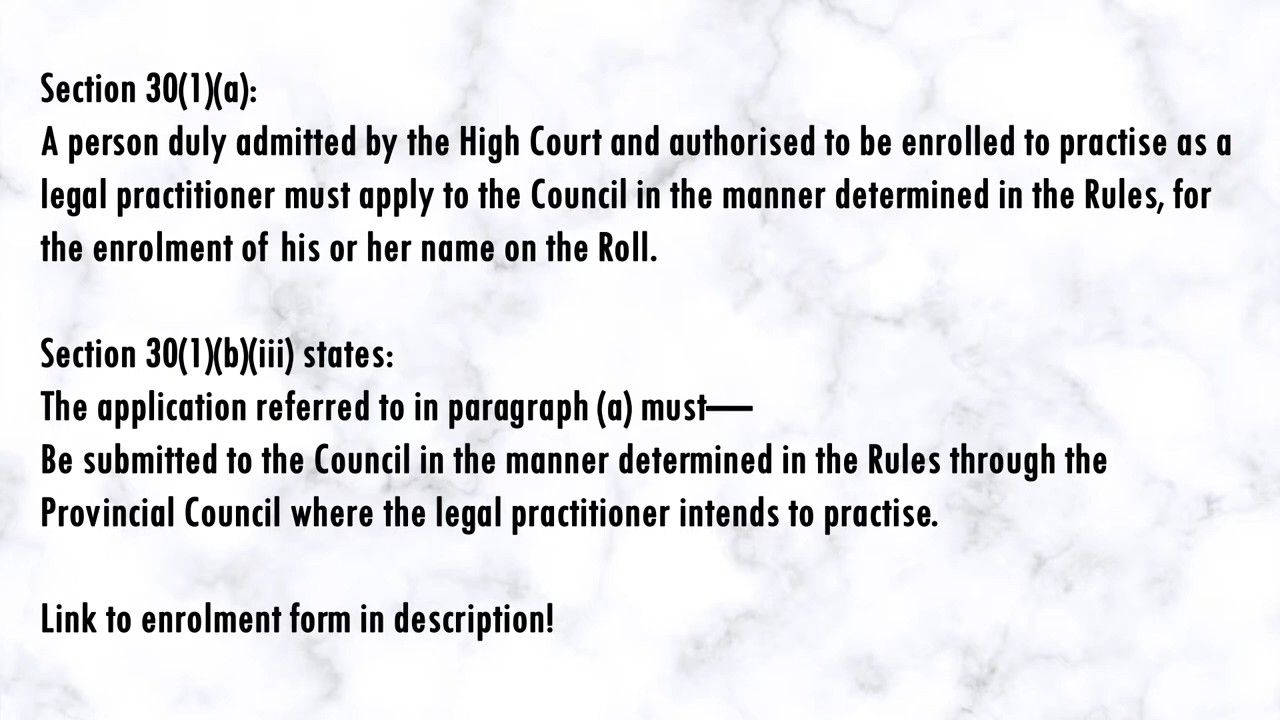 Section 30(1)(a):
A person duly admitted by the High Court and authorised to be enrolled to practise as a
legal practitioner must apply to the Council in the manner determined in the Rules, for
the enrolment of his or her name on the Roll.
Section 30(1)(b)(iii) states:
The application referred to in paragraph (a) must—
Be submitted to the Council in the manner determined in the Rules through the
Provincial Council where the legal practitioner intends to practise.
Link to enrolment form in description!